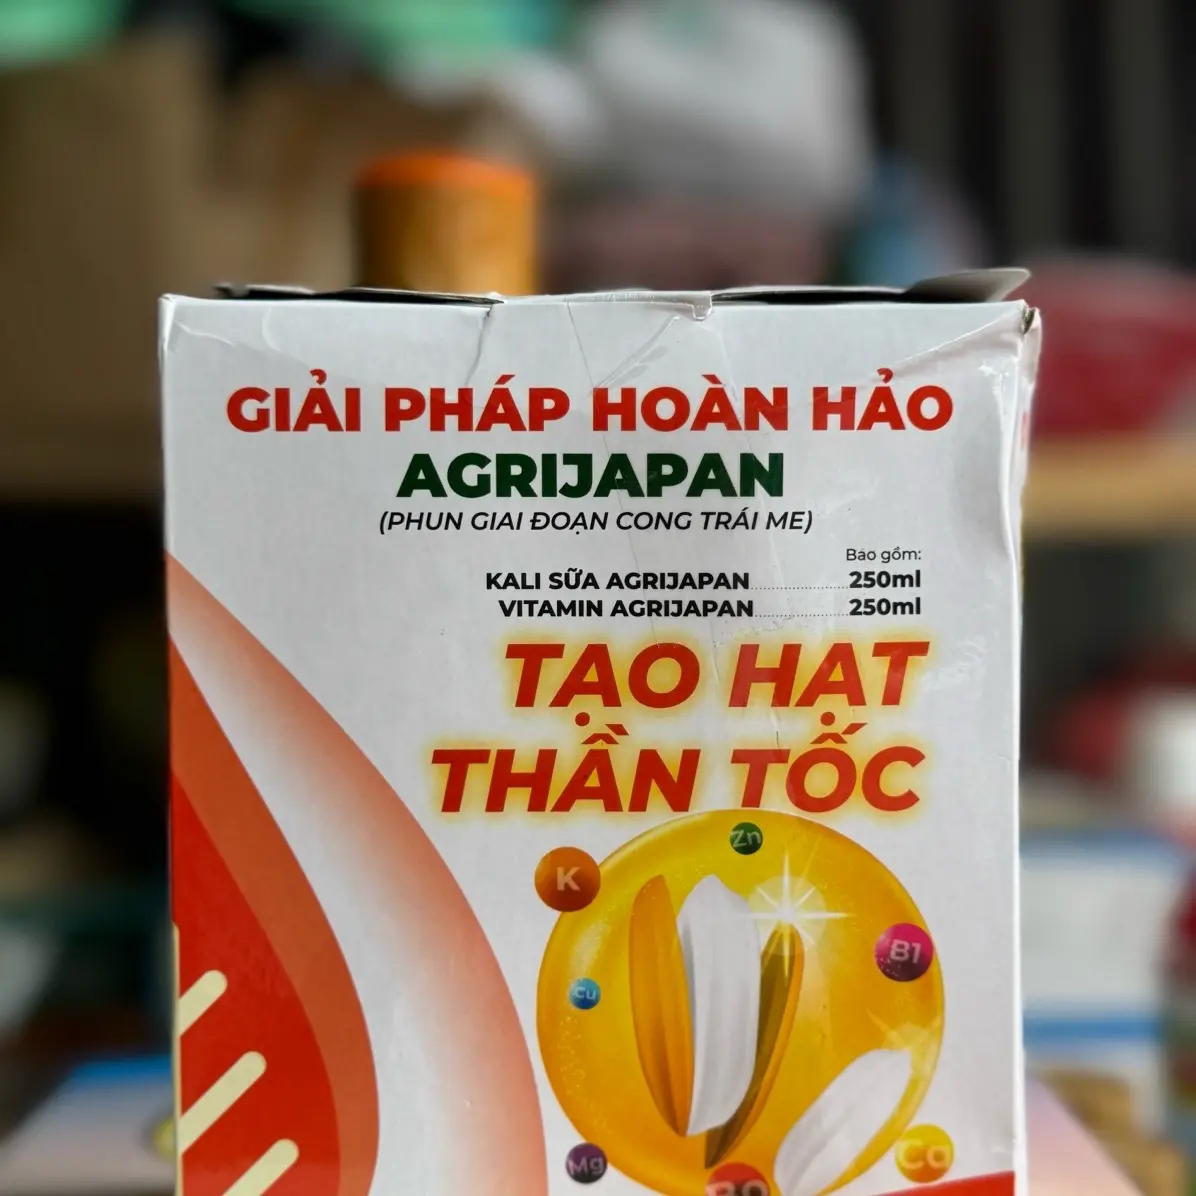 GIẢI PHÁP HOÀN HẢO
AGRIJAPAN
(PHUN GIAI ĐOẠN CONG TRÁI ME)
Bao gồm:
KALI SỮA AGRIJAPAN 250ml
VITAMIN AGRIJAPAN 250ml
TẠO HẠT
THẦN TỐC
Zn
K
B1
Cu
Mg
Ca